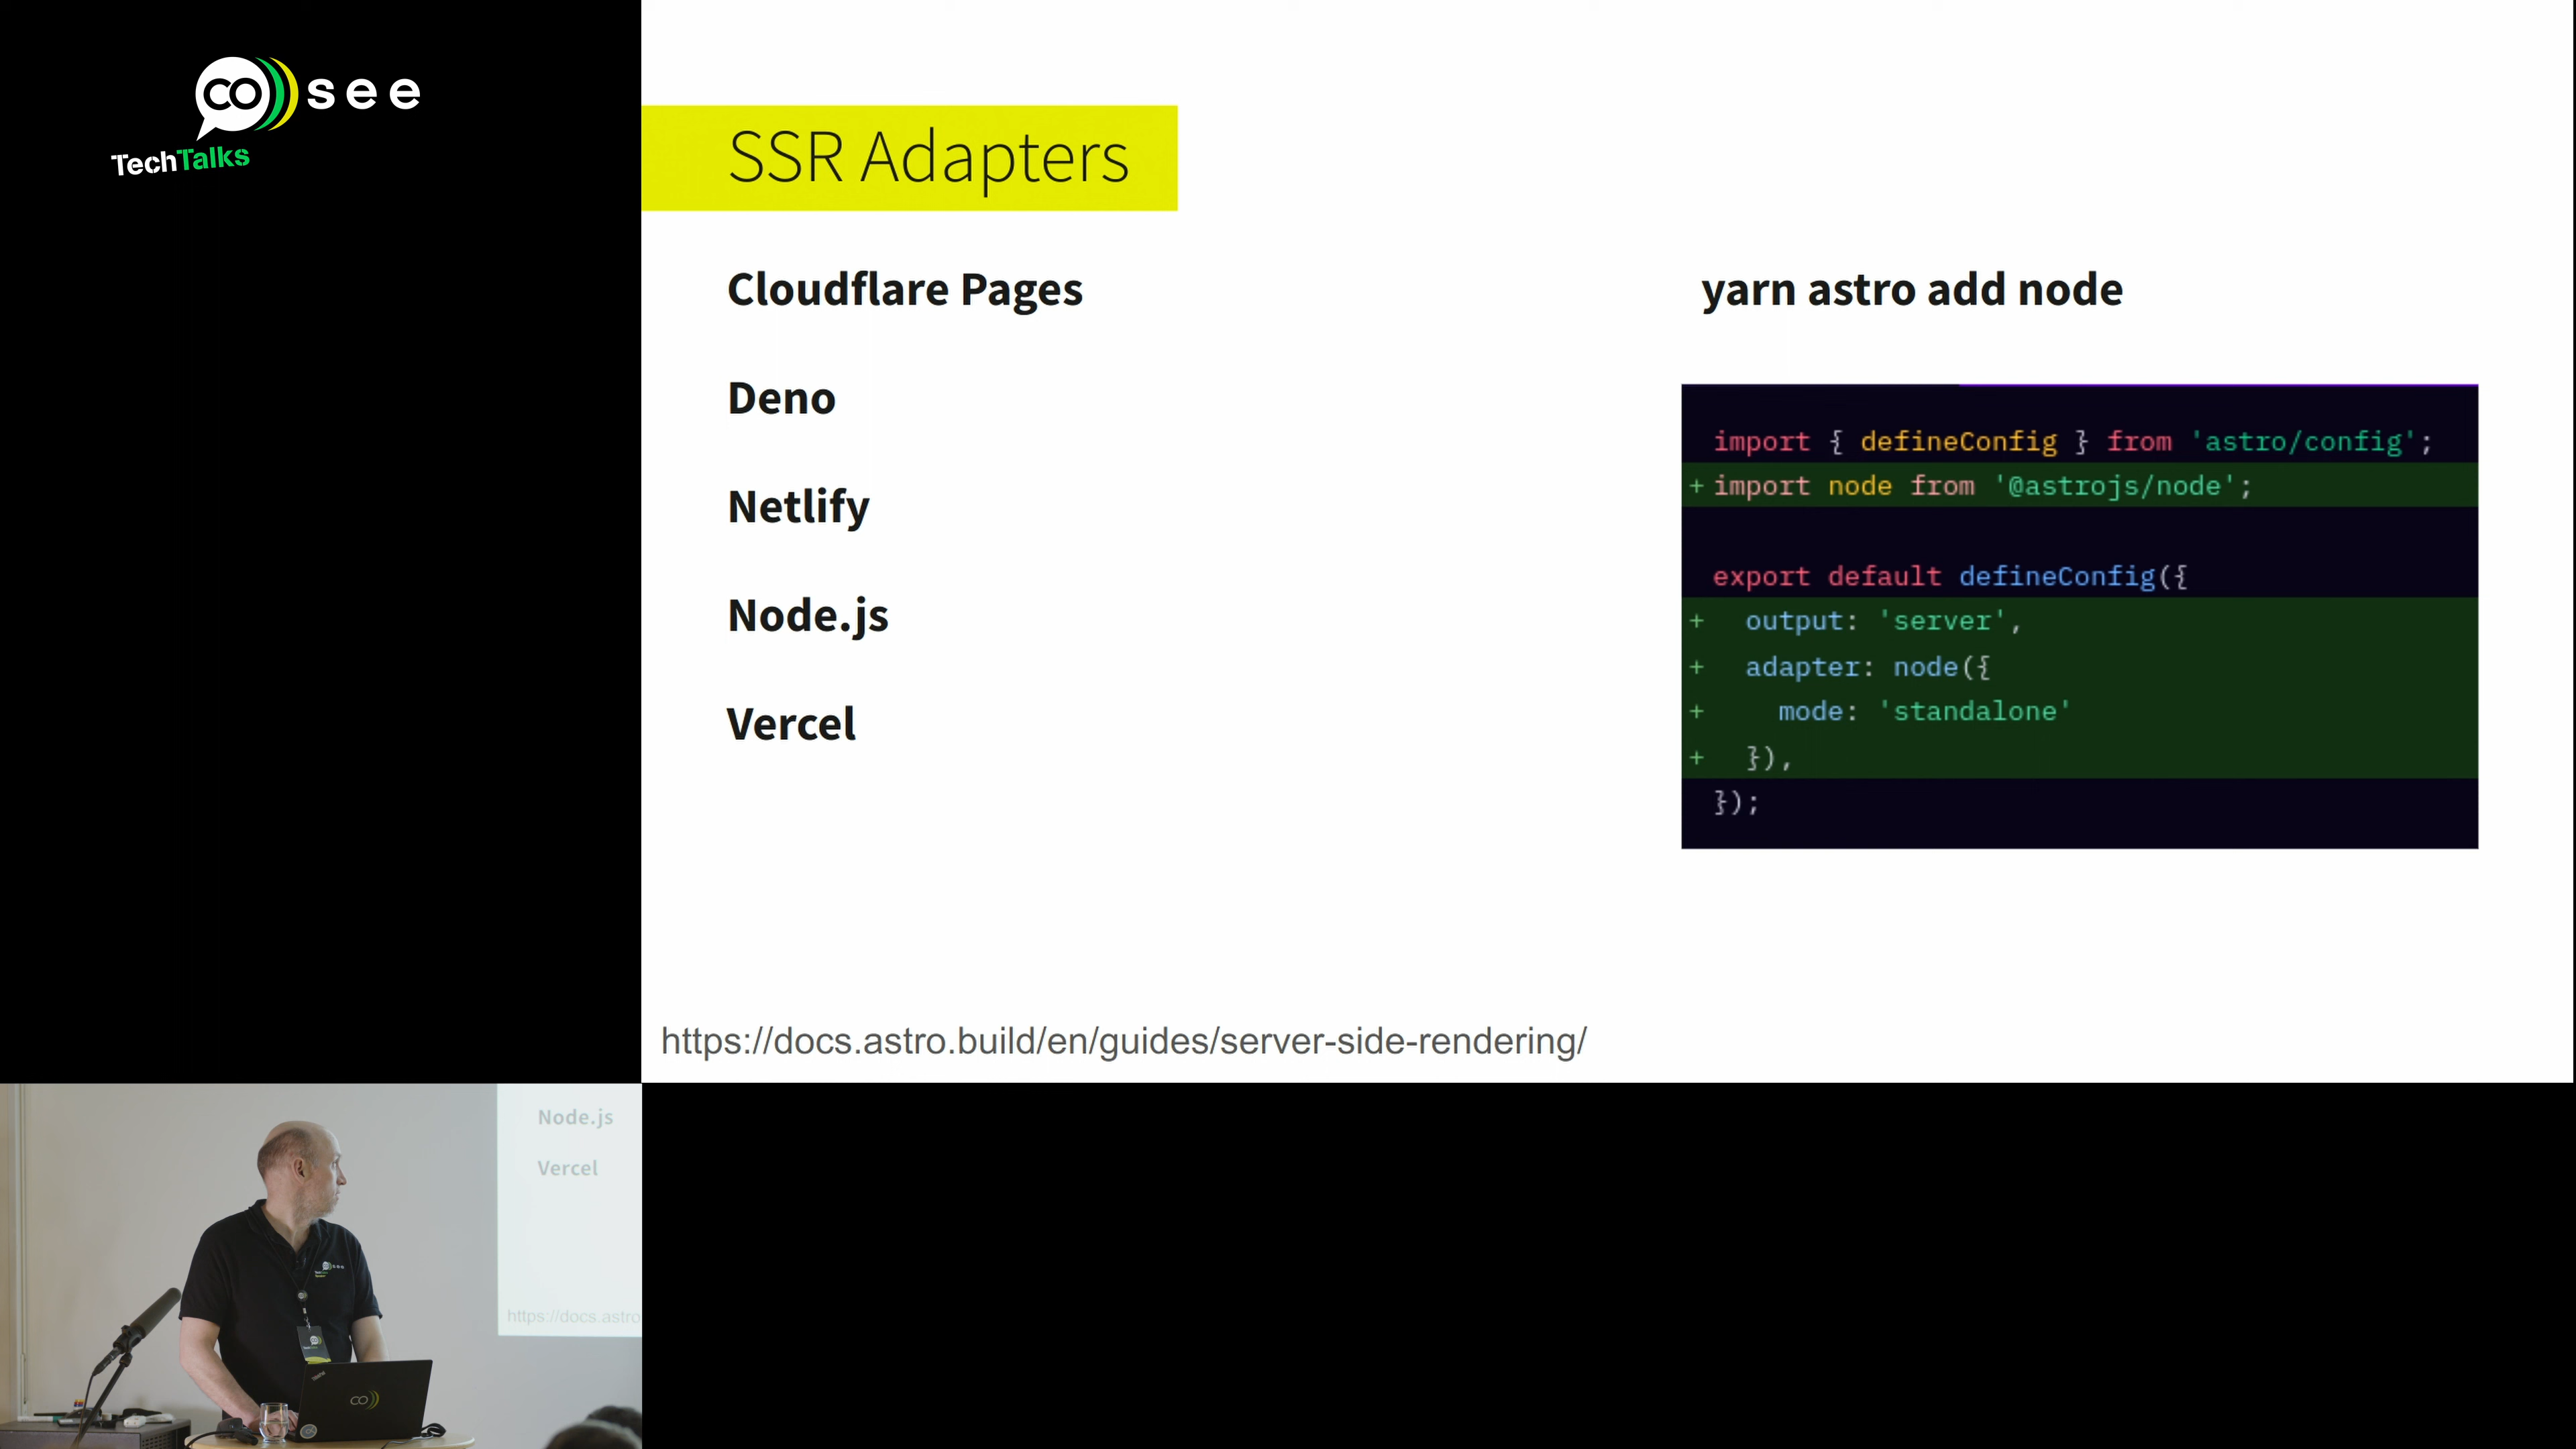 co see
TechTalks
SSR Adapters
Cloudflare Pages
Deno
Netlify
Node.js
Vercel
yarn astro add node
import { defineConfig } from 'astro/config';
+ import node from '@astrojs/node';
export default defineConfig({
+ output: 'server',
+ adapter: node({
+ mode: 'standalone'
+ }),
});
https://docs.astro.build/en/guides/server-side-rendering/
Node.js
Vercel
https://docs.astro
ThinkPad
co